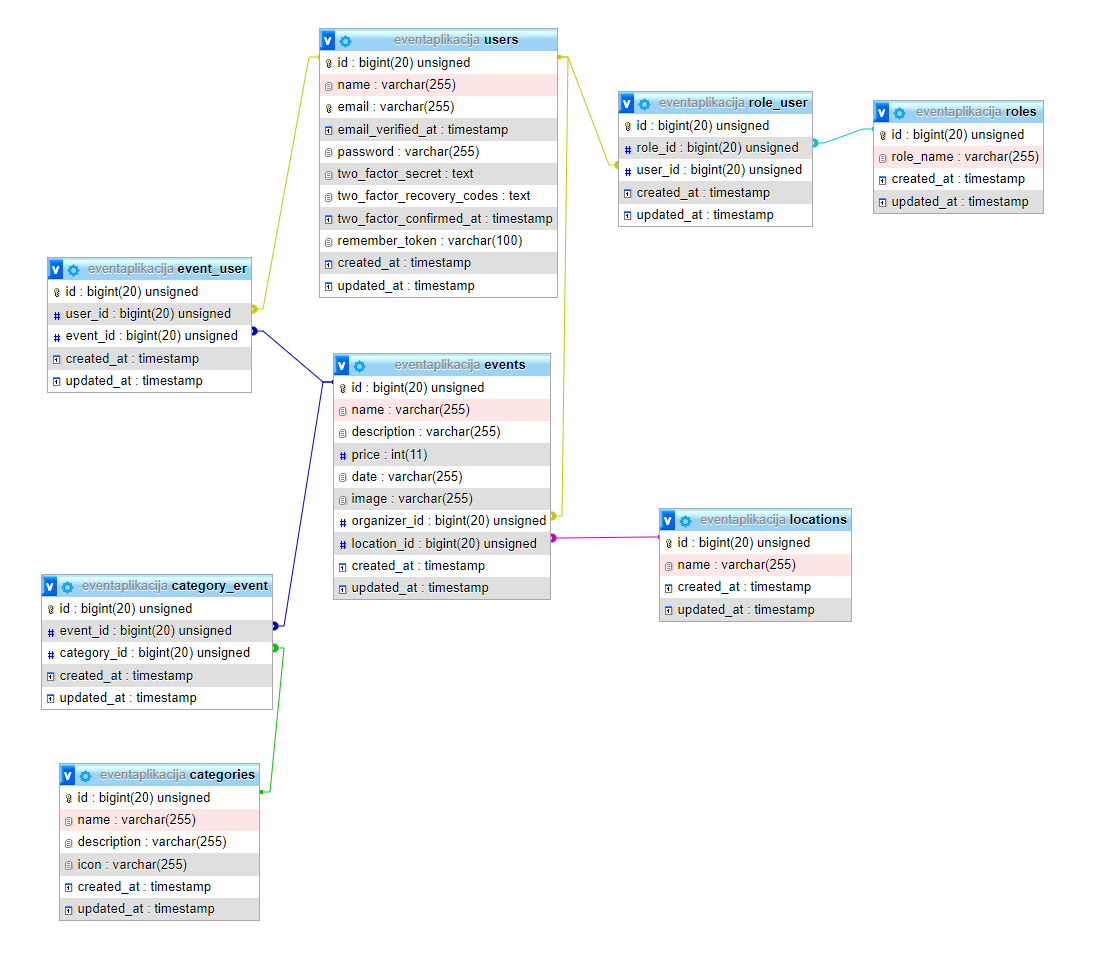 eventaplikacija users
id : bigint(20) unsigned
name : varchar(255)
email : varchar(255)
email_verified_at : timestamp
password : varchar(255)
two_factor_secret : text
two_factor_recovery_codes : text
two_factor_confirmed_at : timestamp
remember_token : varchar(100)
created_at : timestamp
updated_at : timestamp
eventaplikacija role_user
id : bigint(20) unsigned
role_id : bigint(20) unsigned
user_id : bigint(20) unsigned
created_at : timestamp
updated_at : timestamp
eventaplikacija roles
id : bigint(20) unsigned
role_name : varchar(255)
created_at : timestamp
updated_at : timestamp
eventaplikacija event_user
id : bigint(20) unsigned
user_id : bigint(20) unsigned
event_id : bigint(20) unsigned
created_at : timestamp
updated_at : timestamp
eventaplikacija events
id : bigint(20) unsigned
name : varchar(255)
description : varchar(255)
price : int(11)
date : varchar(255)
image : varchar(255)
organizer_id : bigint(20) unsigned
location_id : bigint(20) unsigned
created_at : timestamp
updated_at : timestamp
eventaplikacija locations
id : bigint(20) unsigned
name : varchar(255)
created_at : timestamp
updated_at : timestamp
eventaplikacija category_event
id : bigint(20) unsigned
event_id : bigint(20) unsigned
category_id : bigint(20) unsigned
created_at : timestamp
updated_at : timestamp
eventaplikacija categories
id : bigint(20) unsigned
name : varchar(255)
description : varchar(255)
icon : varchar(255)
created_at : timestamp
updated_at : timestamp